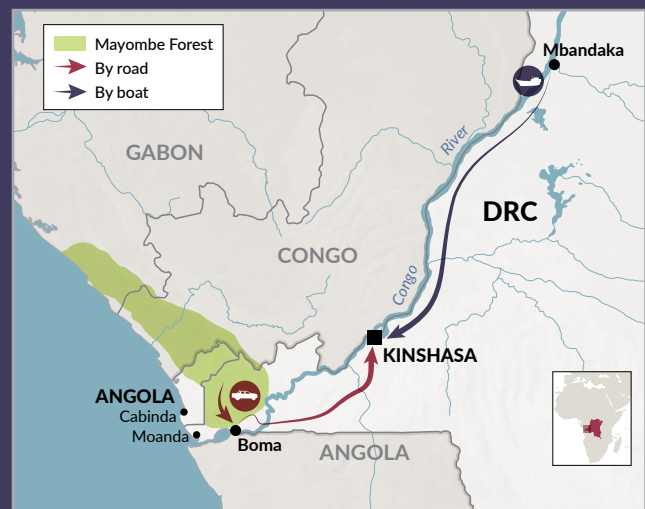 Mayombe Forest
By road
By boat
Mbandaka
GABON
River
DRC
CONGO
Congo
KINSHASA
ANGOLA
Cabinda
Moanda
Boma
ANGOLA